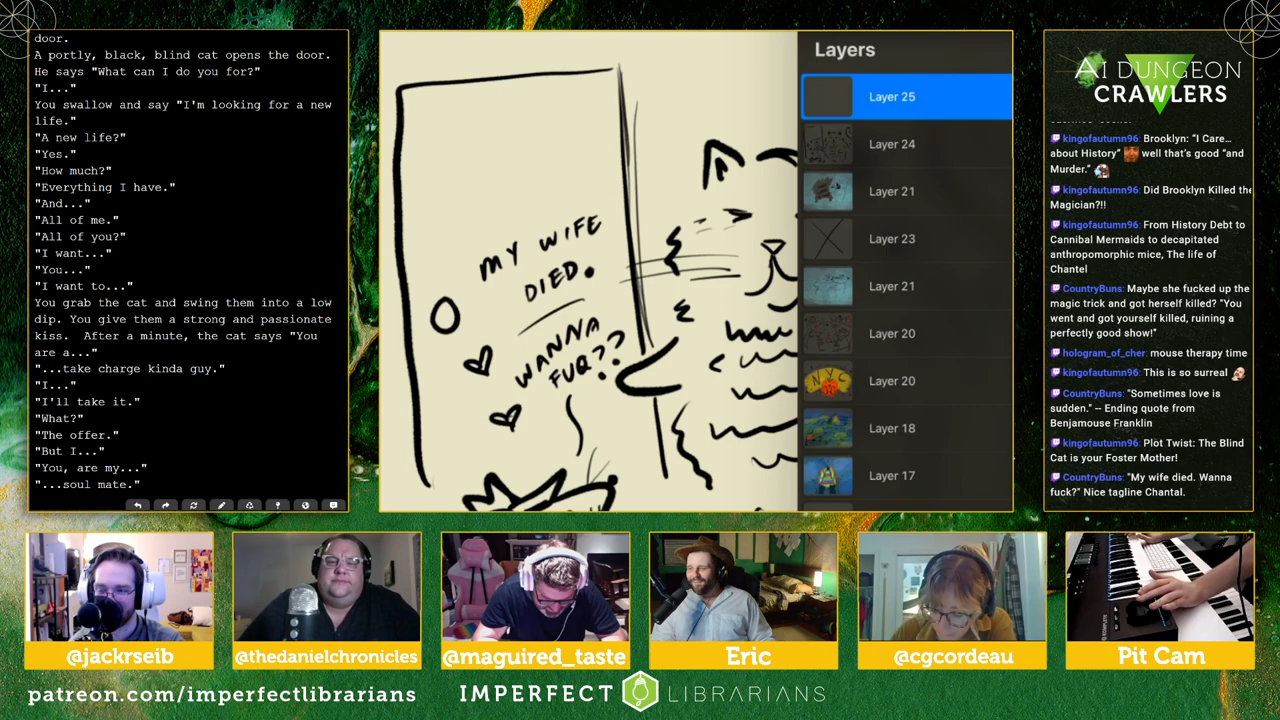 door.
A portly, black, blind cat opens the door.
He says "What can I do you for?"
"I..."
You swallow and say "I'm looking for a new
life."
"A new life?"
"Yes."
"How much?"
"Everything I have."
"And..."
"All of me."
"All of you?"
"I want..."
"You..."
"I want to..."
You grab the cat and swing them into a low
dip. You give them a strong and passionate
kiss.  After a minute, the cat says "You
are a..."
"...take charge kinda guy."
"I..."
"I'll take it."
"What?"
"The offer."
"But I..."
"You, are my..."
"...soul mate."
MY WIFE
DIED.
WANNA
FUQ??
Layers
Layer 25
Layer 24
Layer 21
Layer 23
Layer 21
Layer 20
Layer 20
NYC
Layer 18
Layer 17
AI DUNGEON
CRAWLERS
kingofautumn96: Brooklyn: "I Care...
about History" well that's good "and
Murder."
kingofautumn96: Did Brooklyn Killed the
Magician?!!
kingofautumn96: From History Debt to
Cannibal Mermaids to decapitated
anthropomorphic mice, The life of
Chantel
CountryBuns: Maybe she fucked up the
magic trick and got herself killed? "You
went and got yourself killed, ruining a
perfectly good show!"
hologram_of_cher: mouse therapy time
kingofautumn96: This is so surreal
CountryBuns: "Sometimes love is
sudden." -- Ending quote from
Benjamouse Franklin
kingofautumn96: Plot Twist: The Blind
Cat is your Foster Mother!
CountryBuns: "My wife died. Wanna
fuck?" Nice tagline Chantal.
@jackrseib
@thedanielchronicles
@maguired_taste
Eric
@cgcordeau
Pit Cam
patreon.com/imperfectlibrarians
IMPERFECT LIBRARIANS